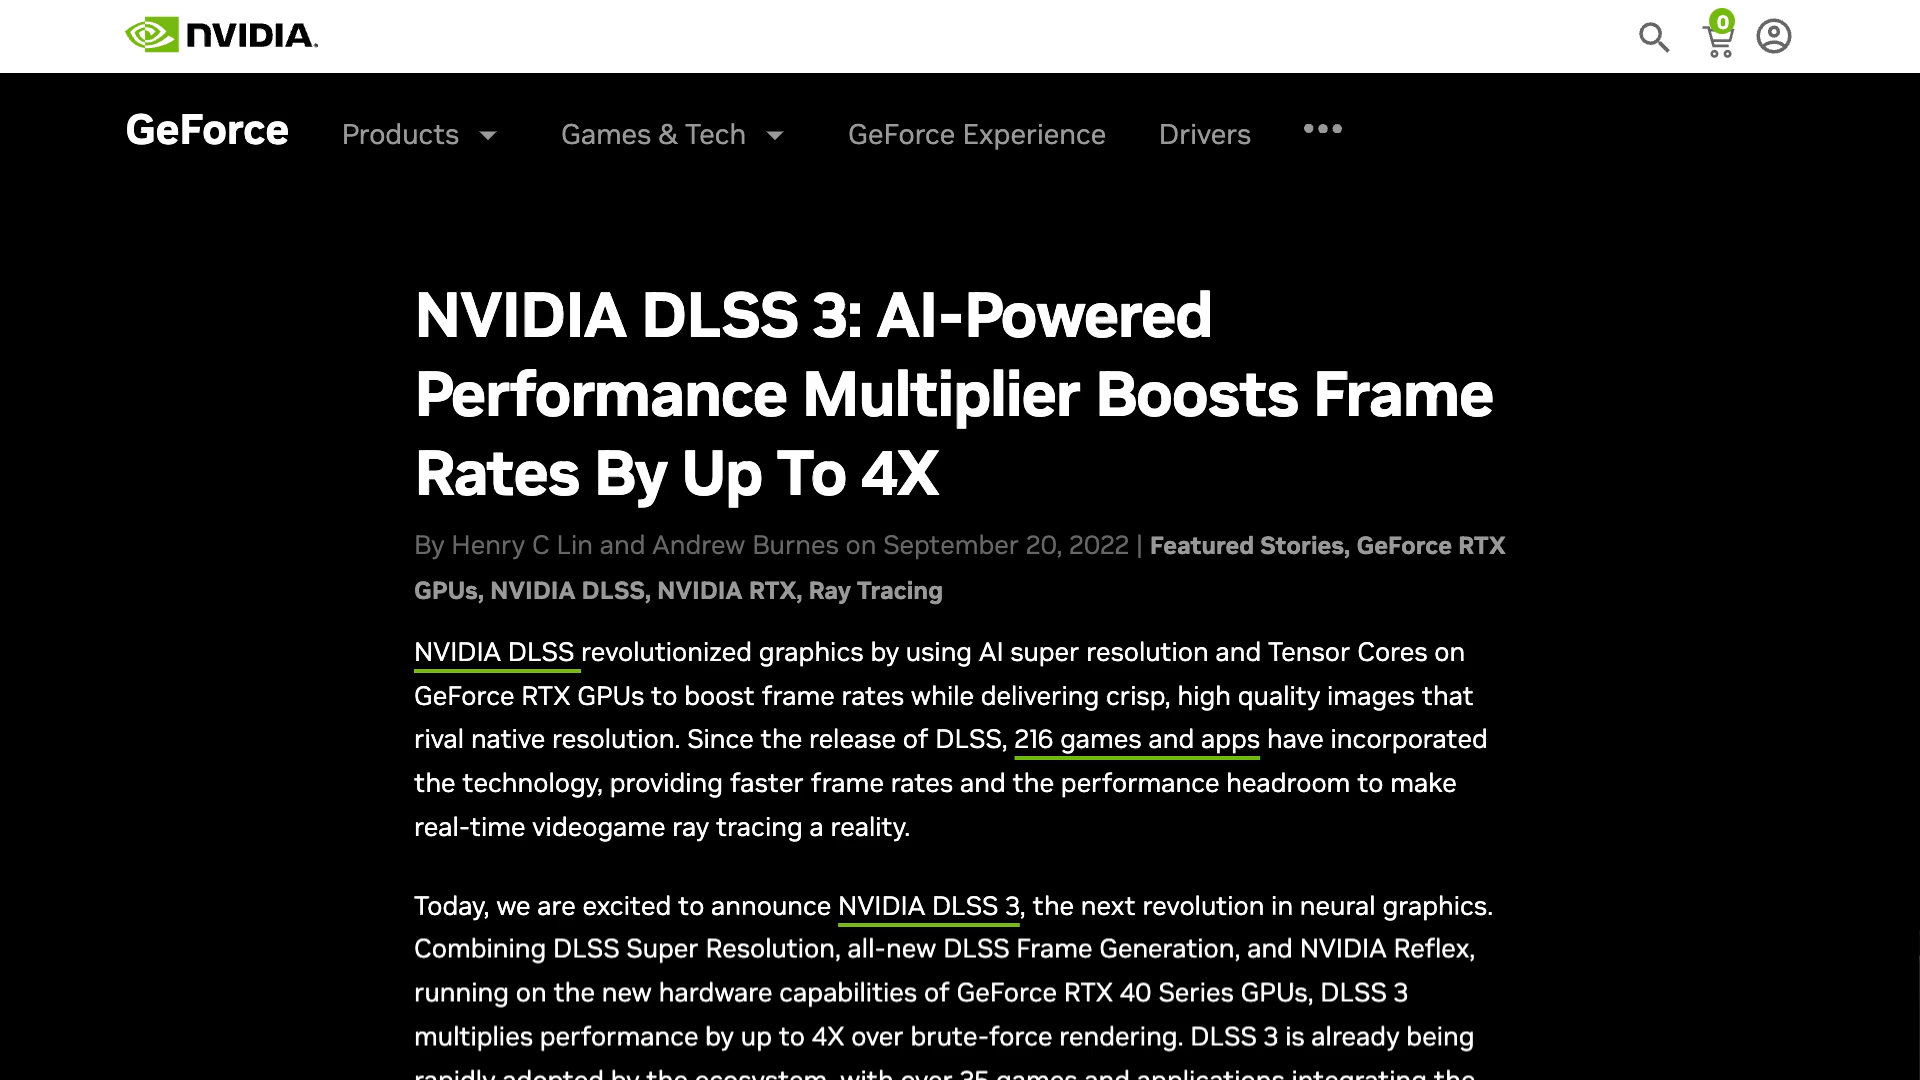 NVIDIA.
0
GeForce
Products
Games & Tech
GeForce Experience
Drivers
•••
NVIDIA DLSS 3: AI-Powered
Performance Multiplier Boosts Frame
Rates By Up To 4X
By Henry C Lin and Andrew Burnes on September 20, 2022 | Featured Stories, GeForce RTX
GPUs, NVIDIA DLSS, NVIDIA RTX, Ray Tracing
NVIDIA DLSS revolutionized graphics by using AI super resolution and Tensor Cores on
GeForce RTX GPUs to boost frame rates while delivering crisp, high quality images that
rival native resolution. Since the release of DLSS, 216 games and apps have incorporated
the technology, providing faster frame rates and the performance headroom to make
real-time videogame ray tracing a reality.
Today, we are excited to announce NVIDIA DLSS 3, the next revolution in neural graphics.
Combining DLSS Super Resolution, all-new DLSS Frame Generation, and NVIDIA Reflex,
running on the new hardware capabilities of GeForce RTX 40 Series GPUs, DLSS 3
multiplies performance by up to 4X over brute-force rendering. DLSS 3 is already being
rapidly adopted by the ecosystem, with over 35 games and applications integrating the